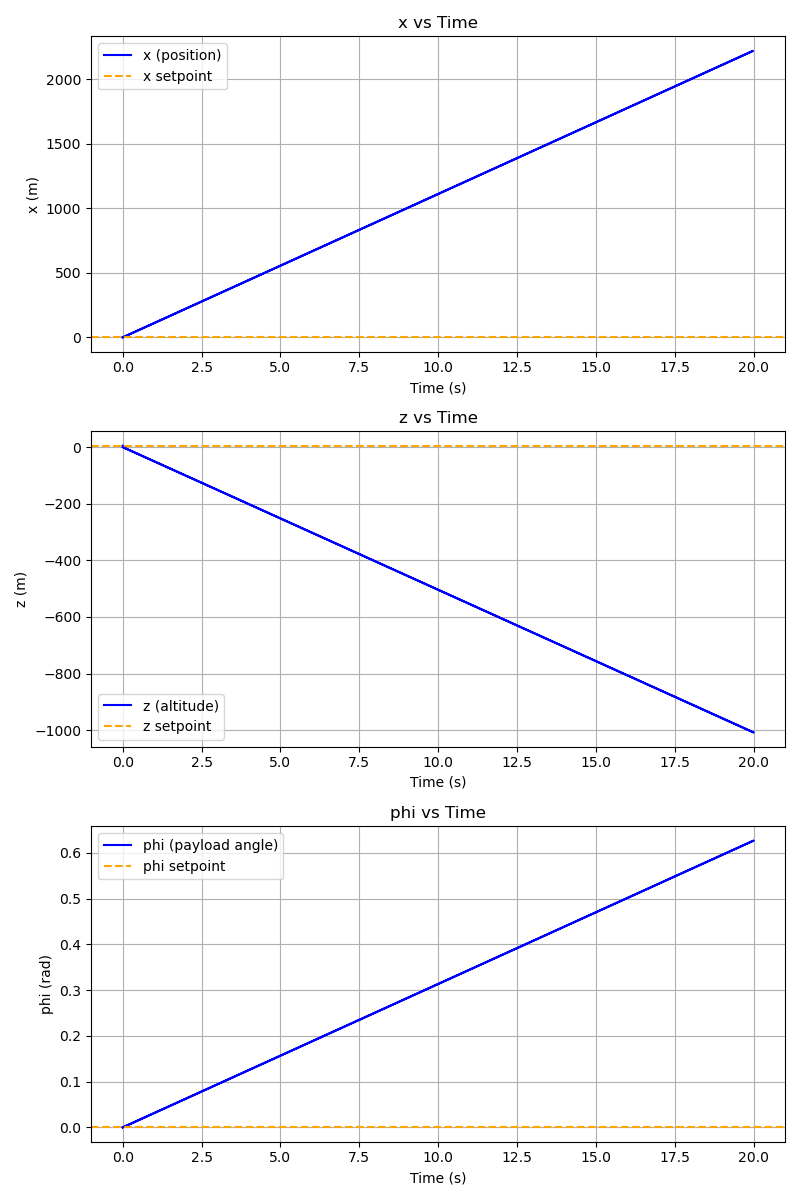 x vs Time
x (position)
x setpoint
2000
1500
1000
500
0
x (m)
0.0 2.5 5.0 7.5 10.0 12.5 15.0 17.5 20.0
Time (s)
z vs Time
0
−200
−400
−600
−800
−1000
z (m)
z (altitude)
z setpoint
0.0 2.5 5.0 7.5 10.0 12.5 15.0 17.5 20.0
Time (s)
phi vs Time
phi (payload angle)
phi setpoint
0.6
0.5
0.4
0.3
0.2
0.1
0.0
phi (rad)
0.0 2.5 5.0 7.5 10.0 12.5 15.0 17.5 20.0
Time (s)